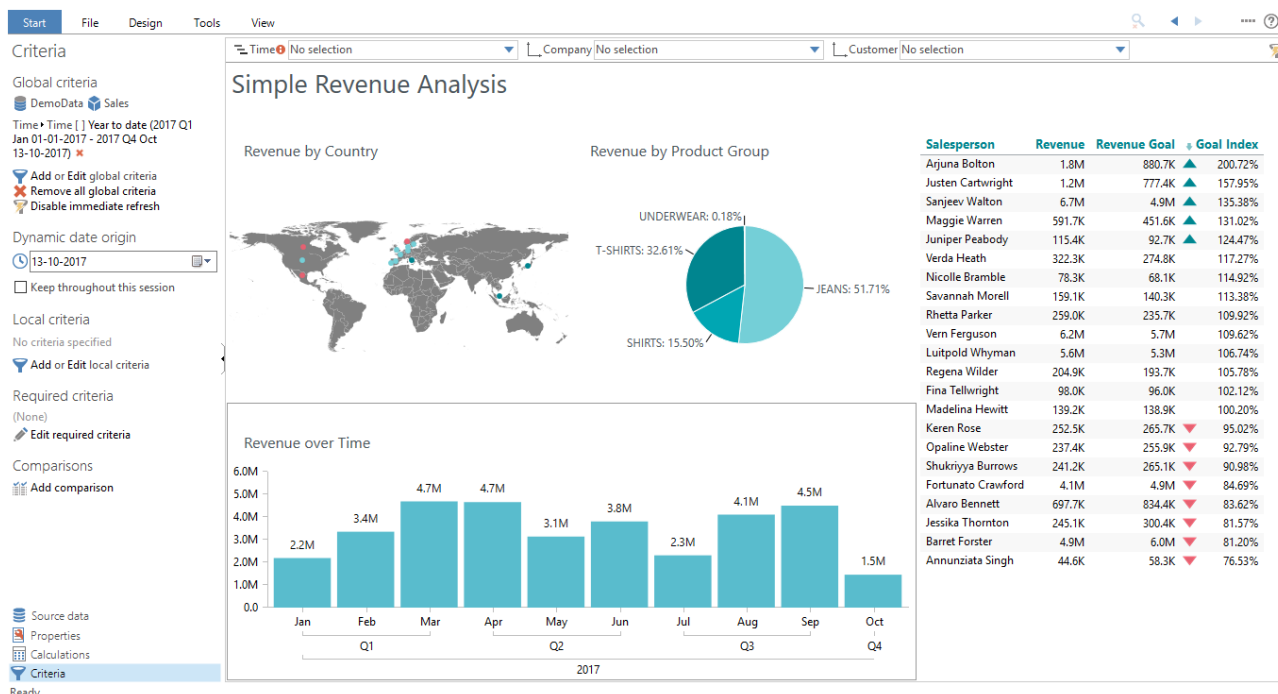 Start File Design Tools View
Criteria
Global criteria
DemoData Sales
Time Time [ ] Year to date (2017 Q1
Jan 01-01-2017 - 2017 Q4 Oct
13-10-2017)
Add or Edit global criteria
Remove all global criteria
Disable immediate refresh
Dynamic date origin
13-10-2017
Keep throughout this session
Local criteria
No criteria specified
Add or Edit local criteria
Required criteria
(None)
Edit required criteria
Comparisons
Add comparison
Source data
Properties
Calculations
Criteria
Ready
Time No selection Company No selection Customer No selection
Simple Revenue Analysis
Revenue by Country
Revenue by Product Group
UNDERWEAR: 0.18%
T-SHIRTS: 32.61%
JEANS: 51.71%
SHIRTS: 15.50%
Revenue over Time
6.0M
5.0M
4.0M
3.0M
2.0M
1.0M
0.0
2.2M 3.4M 4.7M 4.7M 3.1M 3.8M 2.3M 4.1M 4.5M 1.5M
Jan Feb Mar Apr May Jun Jul Aug Sep Oct
Q1 Q2 Q3 Q4
2017
Salesperson Revenue Revenue Goal Goal Index
Arjuna Bolton 1.8M 880.7K 200.72%
Justen Cartwright 1.2M 777.4K 157.95%
Sanjeev Walton 6.7M 4.9M 135.38%
Maggie Warren 591.7K 451.6K 131.02%
Juniper Peabody 115.4K 92.7K 124.47%
Verda Heath 322.3K 274.8K 117.27%
Nicolle Bramble 78.3K 68.1K 114.92%
Savannah Morell 159.1K 140.3K 113.38%
Rhetta Parker 259.0K 235.7K 109.92%
Vern Ferguson 6.2M 5.7M 109.62%
Luitpold Whyman 5.6M 5.3M 106.74%
Regena Wilder 204.9K 193.7K 105.78%
Fina Tellwright 98.0K 96.0K 102.12%
Madelina Hewitt 139.2K 138.9K 100.20%
Keren Rose 252.5K 265.7K 95.02%
Opaline Webster 237.4K 255.9K 92.79%
Shukriyya Burrows 241.2K 265.1K 90.98%
Fortunato Crawford 4.1M 4.9M 84.69%
Alvaro Bennett 697.7K 834.4K 83.62%
Jessika Thornton 245.1K 300.4K 81.57%
Barret Forster 4.9M 6.0M 81.20%
Annunziata Singh 44.6K 58.3K 76.53%